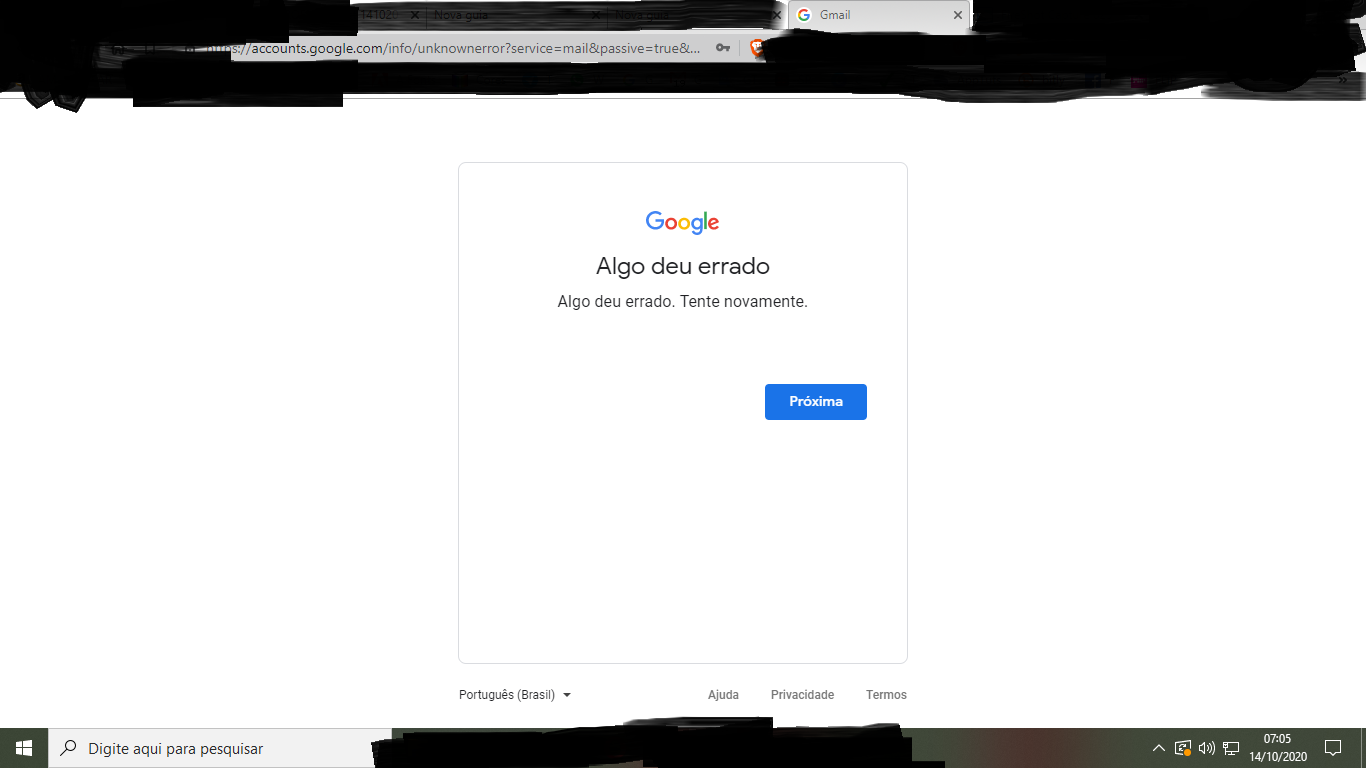 Nova guia
Nova guia
Gmail
https://accounts.google.com/info/unknownerror?service=mail&passive=true&...
Google
Algo deu errado
Algo deu errado. Tente novamente.
Próxima
Português (Brasil)
Ajuda
Privacidade
Termos
Digite aqui para pesquisar
07:05
14/10/2020